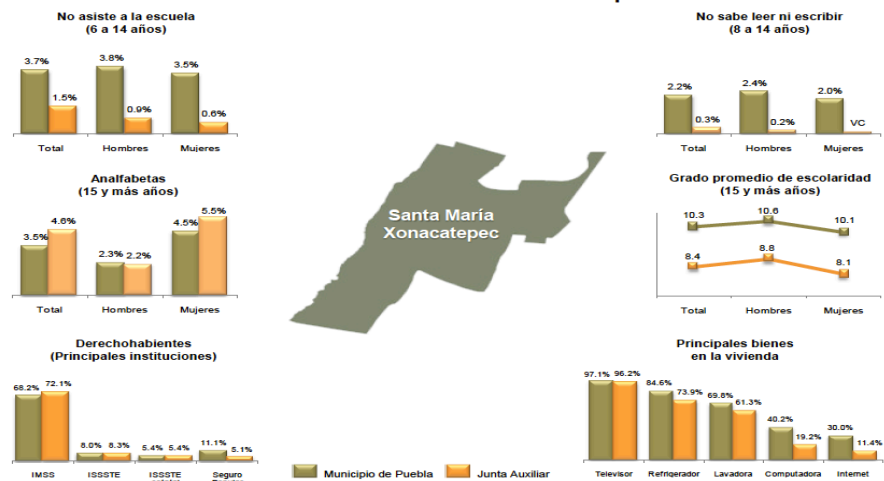 No asiste a la escuela
(6 a 14 años)
3.7%
1.5%
3.8%
0.9%
3.5%
0.6%
Total
Hombres
Mujeres
No sabe leer ni escribir
(8 a 14 años)
2.2%
0.3%
2.4%
0.2%
2.0%
VC
Total
Hombres
Mujeres
Analfabetas
(15 y más años)
3.5%
4.6%
2.3%
2.2%
4.5%
5.5%
Total
Hombres
Mujeres
Santa María
Xonacatepec
Grado promedio de escolaridad
(15 y más años)
10.3
10.6
10.1
8.4
8.8
8.1
Total
Hombres
Mujeres
Derechohabientes
(Principales instituciones)
68.2%
72.1%
8.0%
8.3%
5.4%
5.4%
11.1%
5.1%
IMSS
ISSSTE
ISSSTE
Seguro
Municipio de Puebla
Junta Auxiliar
Principales bienes
en la vivienda
97.1%
96.2%
84.6%
73.9%
69.8%
61.3%
40.2%
19.2%
30.0%
11.4%
Televisor
Refrigerador
Lavadora
Computadora
Internet